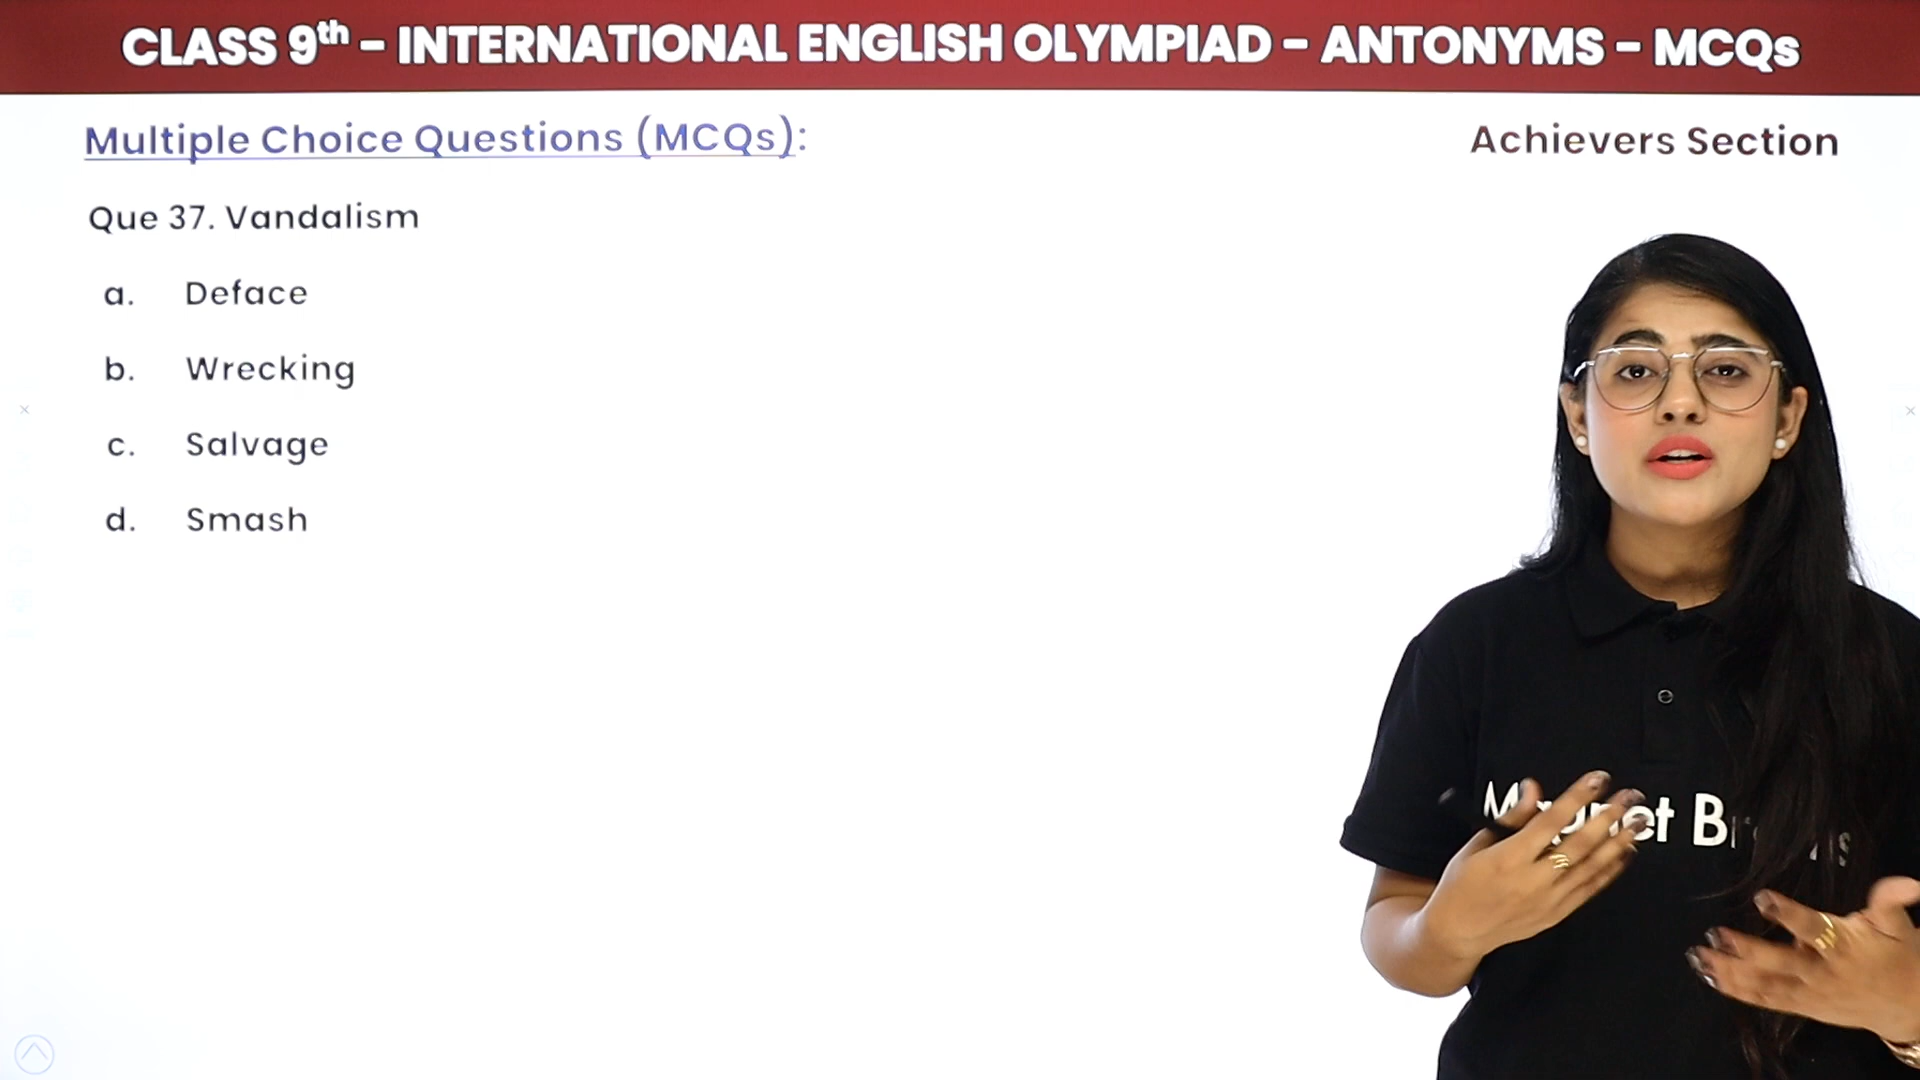 CLASS 9th – INTERNATIONAL ENGLISH OLYMPIAD – ANTONYMS – MCQs
Multiple Choice Questions (MCQs):
Achievers Section
Que 37. Vandalism
a. Deface
b. Wrecking
c. Salvage
d. Smash